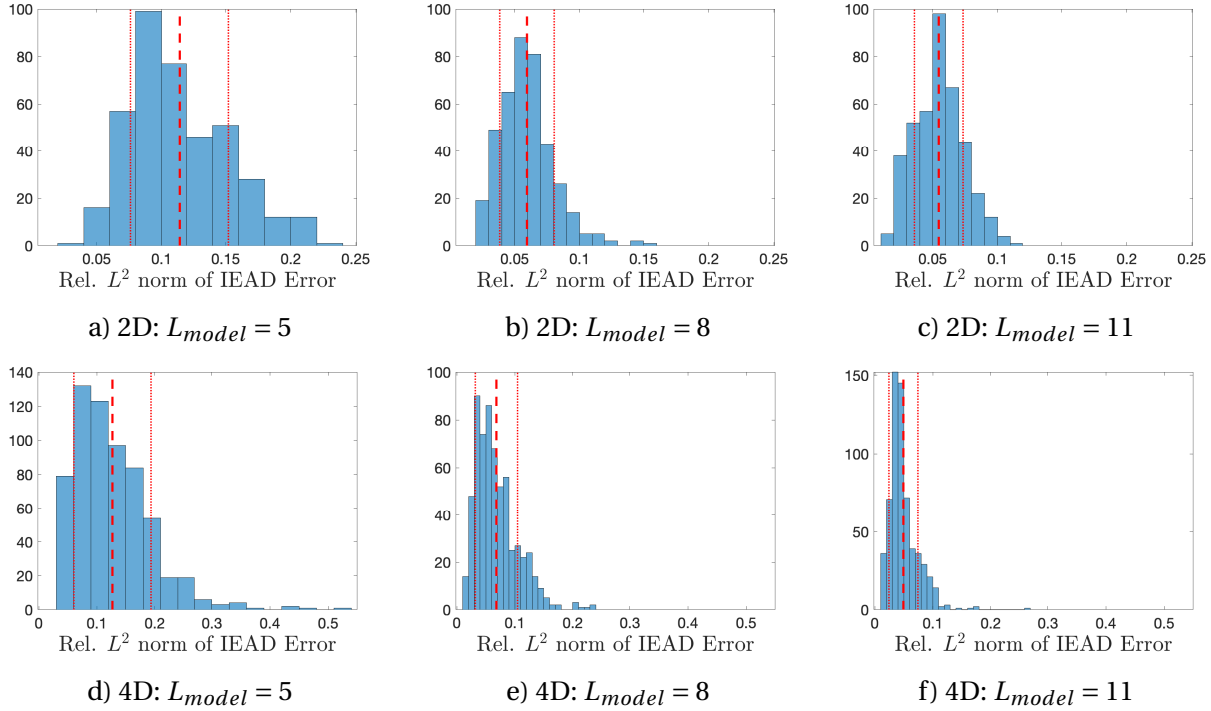 100
80
60
40
20
0
0.05 0.1 0.15 0.2 0.25
Rel. L² norm of IEAD Error
a) 2D: L_model = 5
100
80
60
40
20
0
0.05 0.1 0.15 0.2 0.25
Rel. L² norm of IEAD Error
b) 2D: L_model = 8
100
80
60
40
20
0
0.05 0.1 0.15 0.2 0.25
Rel. L² norm of IEAD Error
c) 2D: L_model = 11
140
120
100
80
60
40
20
0
0 0.1 0.2 0.3 0.4 0.5
Rel. L² norm of IEAD Error
d) 4D: L_model = 5
100
80
60
40
20
0
0 0.1 0.2 0.3 0.4 0.5
Rel. L² norm of IEAD Error
e) 4D: L_model = 8
150
100
50
0
0 0.1 0.2 0.3 0.4 0.5
Rel. L² norm of IEAD Error
f) 4D: L_model = 11